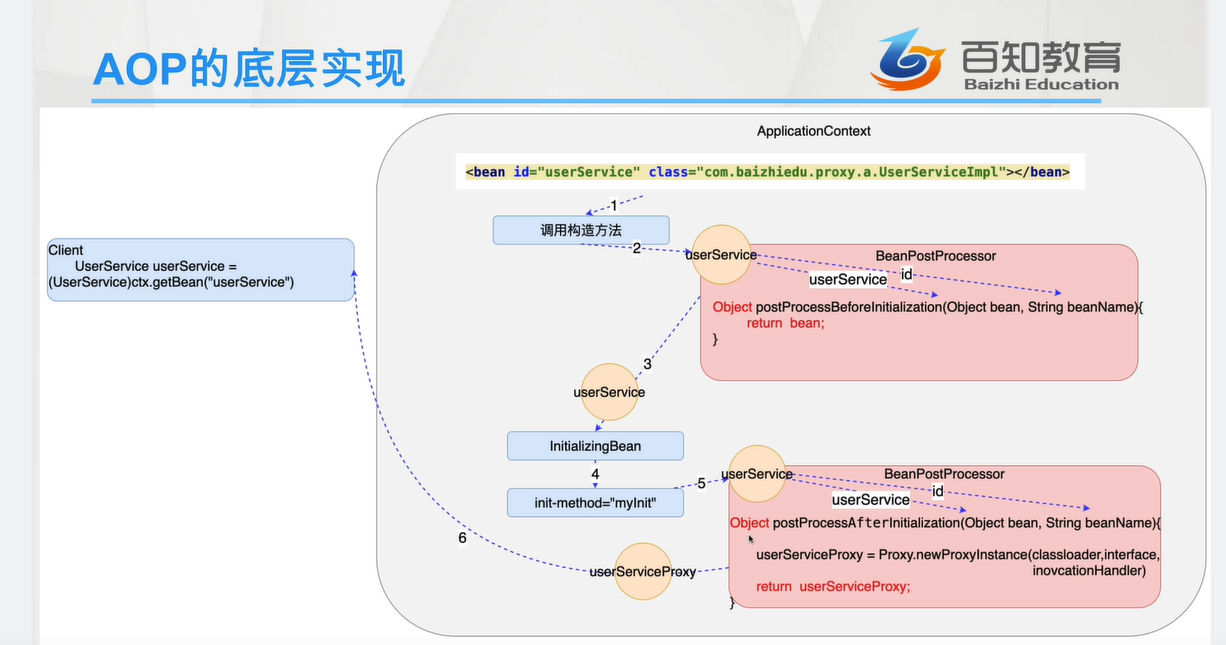 AOP的底层实现
百知教育
Baizhi Education
ApplicationContext
<bean id="userService" class="com.baizhiedu.proxy.a.UserServiceImpl"></bean>
1
调用构造方法
2
userService
BeanPostProcessor
userService
id
Object postProcessBeforeInitialization(Object bean, String beanName){
return bean;
}
Client
UserService userService =
(UserService)ctx.getBean("userService")
3
userService
InitializingBean
4
init-method="myInit"
5
userService
BeanPostProcessor
userService
id
Object postProcessAfterInitialization(Object bean, String beanName){
userServiceProxy = Proxy.newProxyInstance(classloader,interface,
inovcationHandler)
return userServiceProxy;
}
6
userServiceProxy